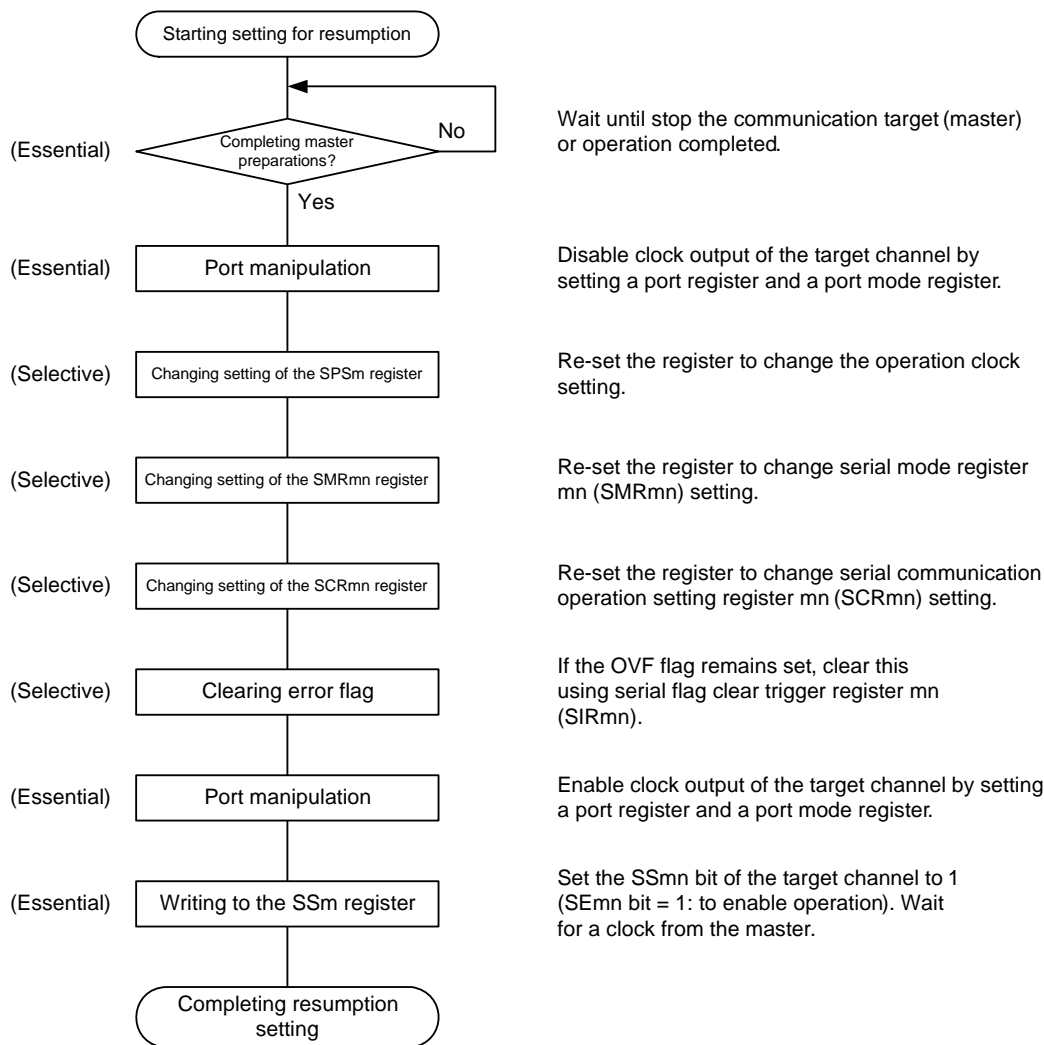 Starting setting for resumption
(Essential)
Completing master
preparations?
No
Yes
Wait until stop the communication target (master)
or operation completed.
(Essential)
Port manipulation
Disable clock output of the target channel by
setting a port register and a port mode register.
(Selective)
Changing setting of the SPSm register
Re-set the register to change the operation clock
setting.
(Selective)
Changing setting of the SMRmn register
Re-set the register to change serial mode register
mn (SMRmn) setting.
(Selective)
Changing setting of the SCRmn register
Re-set the register to change serial communication
operation setting register mn (SCRmn) setting.
(Selective)
Clearing error flag
If the OVF flag remains set, clear this
using serial flag clear trigger register mn
(SIRmn).
(Essential)
Port manipulation
Enable clock output of the target channel by setting
a port register and a port mode register.
(Essential)
Writing to the SSm register
Set the SSmn bit of the target channel to 1
(SEmn bit = 1: to enable operation). Wait
for a clock from the master.
Completing resumption
setting